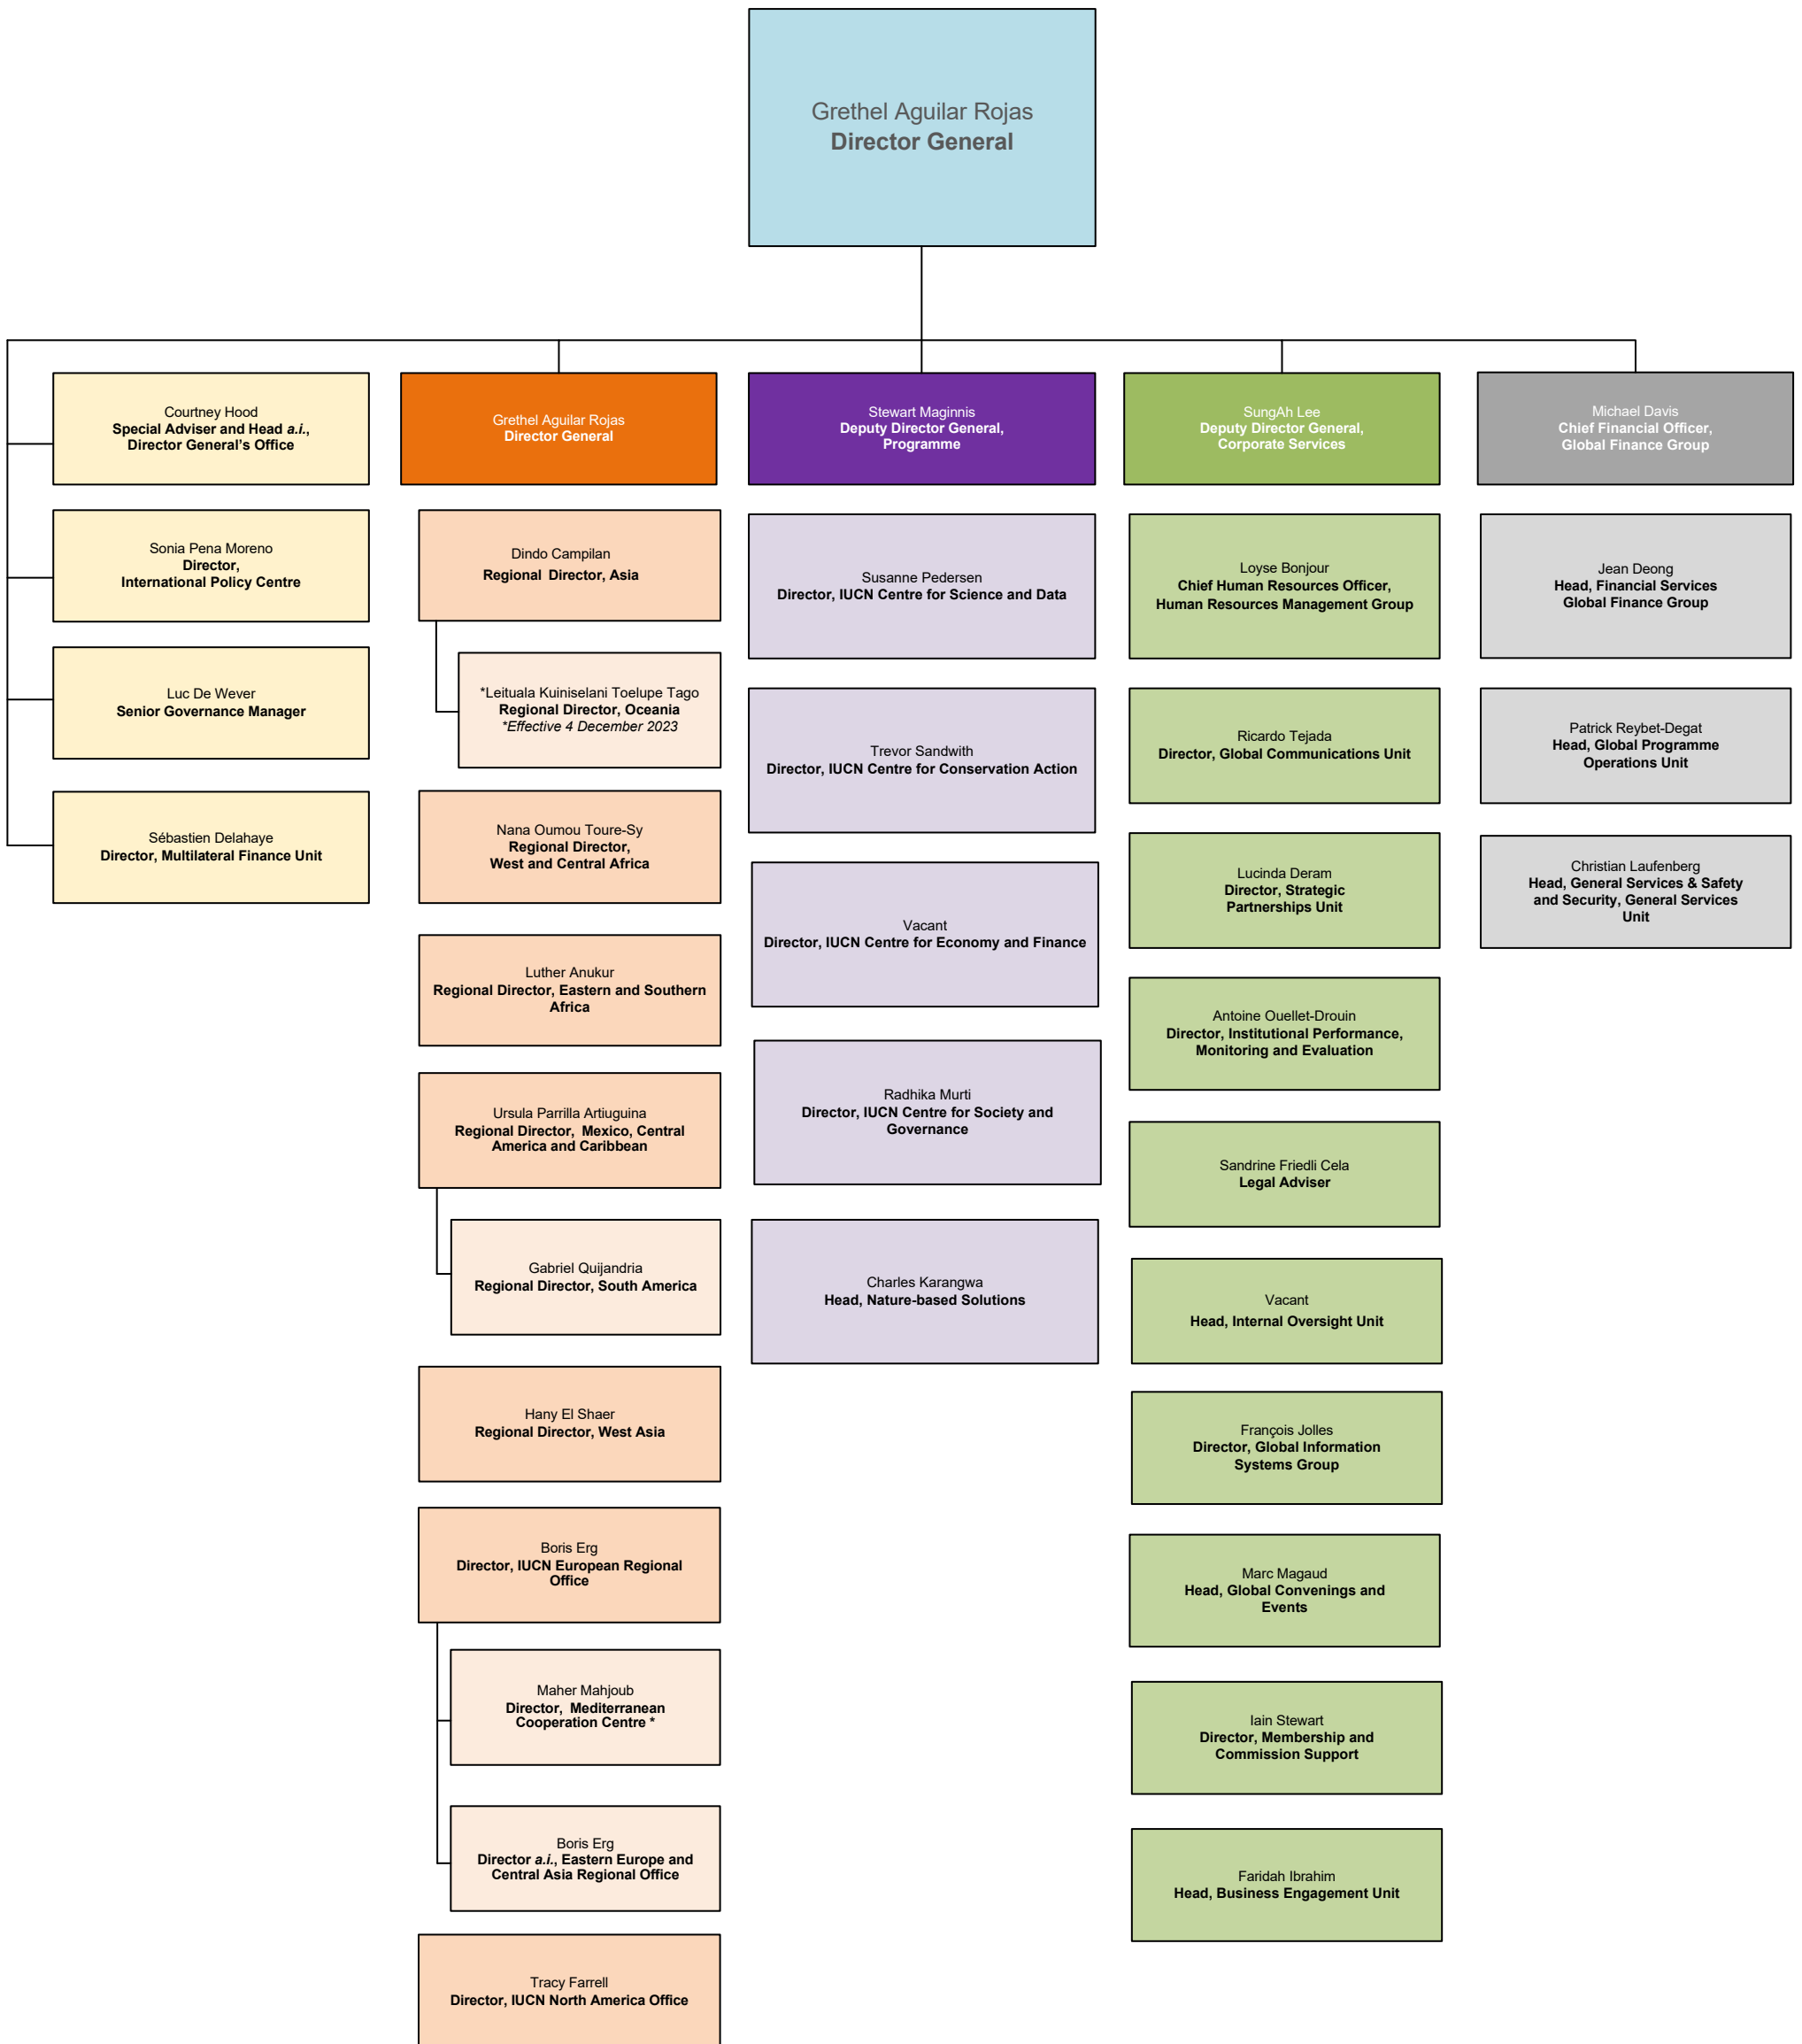 Grethel Aguilar Rojas
Director General
Courtney Hood
Special Adviser and Head a.i.,
Director General's Office
Sonia Pena Moreno
Director,
International Policy Centre
Luc De Wever
Senior Governance Manager
Sébastien Delahaye
Director, Multilateral Finance Unit
Grethel Aguilar Rojas
Director General
Dindo Campilan
Regional Director, Asia
*Leituala Kuiniselani Toelupe Tago
Regional Director, Oceania
*Effective 4 December 2023
Nana Oumou Toure-Sy
Regional Director,
West and Central Africa
Luther Anukur
Regional Director, Eastern and Southern
Africa
Ursula Parrilla Artiuguina
Regional Director, Mexico, Central
America and Caribbean
Gabriel Quijandria
Regional Director, South America
Hany El Shaer
Regional Director, West Asia
Boris Erg
Director, IUCN European Regional
Office
Maher Mahjoub
Director, Mediterranean
Cooperation Centre *
Boris Erg
Director a.i., Eastern Europe and
Central Asia Regional Office
Tracy Farrell
Director, IUCN North America Office
Stewart Maginnis
Deputy Director General,
Programme
Susanne Pedersen
Director, IUCN Centre for Science and Data
Trevor Sandwith
Director, IUCN Centre for Conservation Action
Vacant
Director, IUCN Centre for Economy and Finance
Radhika Murti
Director, IUCN Centre for Society and
Governance
Charles Karangwa
Head, Nature-based Solutions
SungAh Lee
Deputy Director General,
Corporate Services
Loyse Bonjour
Chief Human Resources Officer,
Human Resources Management Group
Ricardo Tejada
Director, Global Communications Unit
Lucinda Deram
Director, Strategic
Partnerships Unit
Antoine Ouellet-Drouin
Director, Institutional Performance,
Monitoring and Evaluation
Sandrine Friedli Cela
Legal Adviser
Vacant
Head, Internal Oversight Unit
François Jolles
Director, Global Information
Systems Group
Marc Magaud
Head, Global Convenings and
Events
Iain Stewart
Director, Membership and
Commission Support
Faridah Ibrahim
Head, Business Engagement Unit
Michael Davis
Chief Financial Officer,
Global Finance Group
Jean Deong
Head, Financial Services
Global Finance Group
Patrick Reybet-Degat
Head, Global Programme
Operations Unit
Christian Laufenberg
Head, General Services & Safety
and Security, General Services
Unit